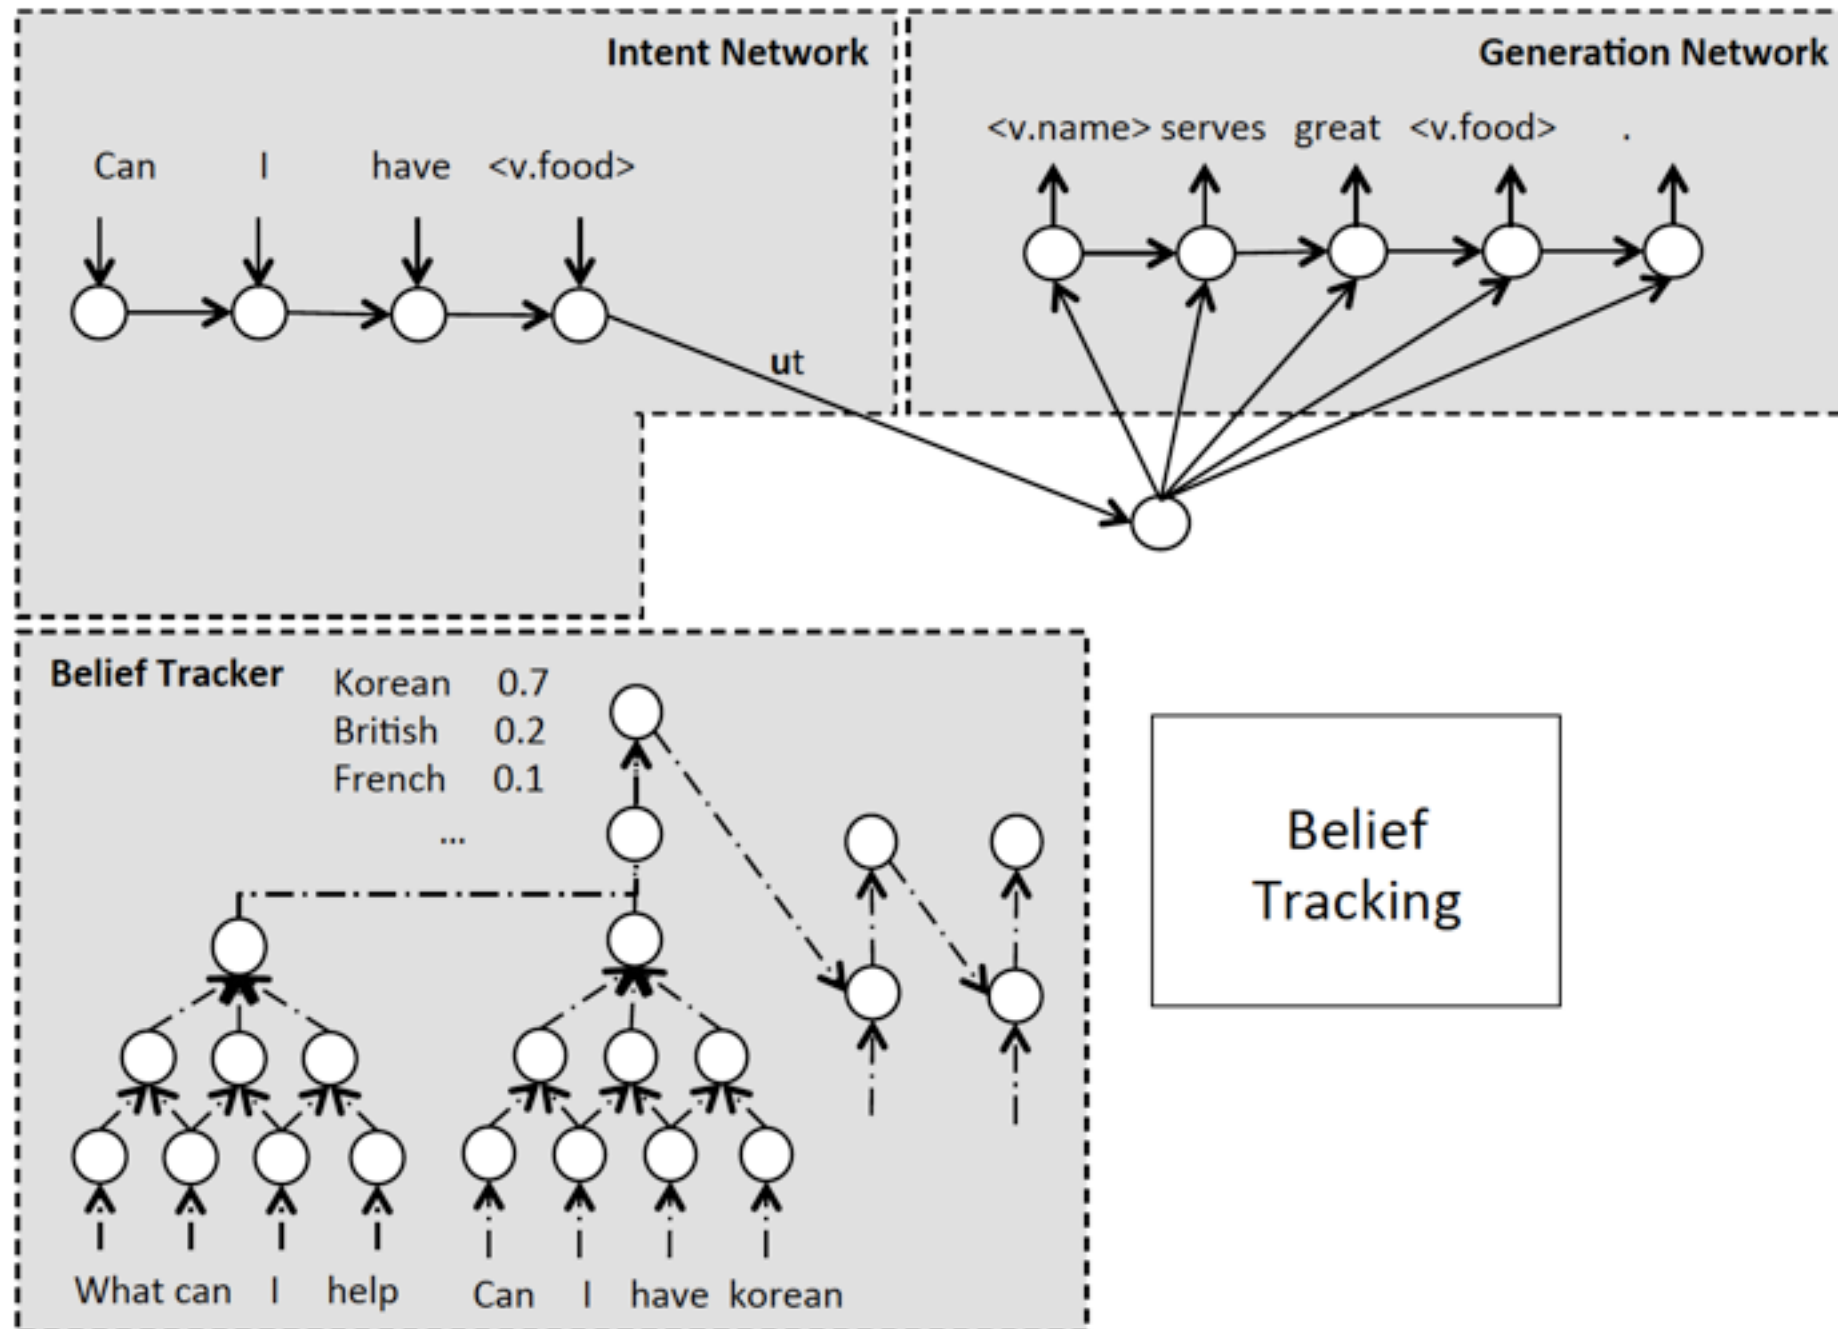 Intent Network
Can I have <v.food>
ut
Generation Network
<v.name> serves great <v.food> .
Belief Tracker
Korean 0.7
British 0.2
French 0.1
...
What can I help
Can I have korean
Belief
Tracking